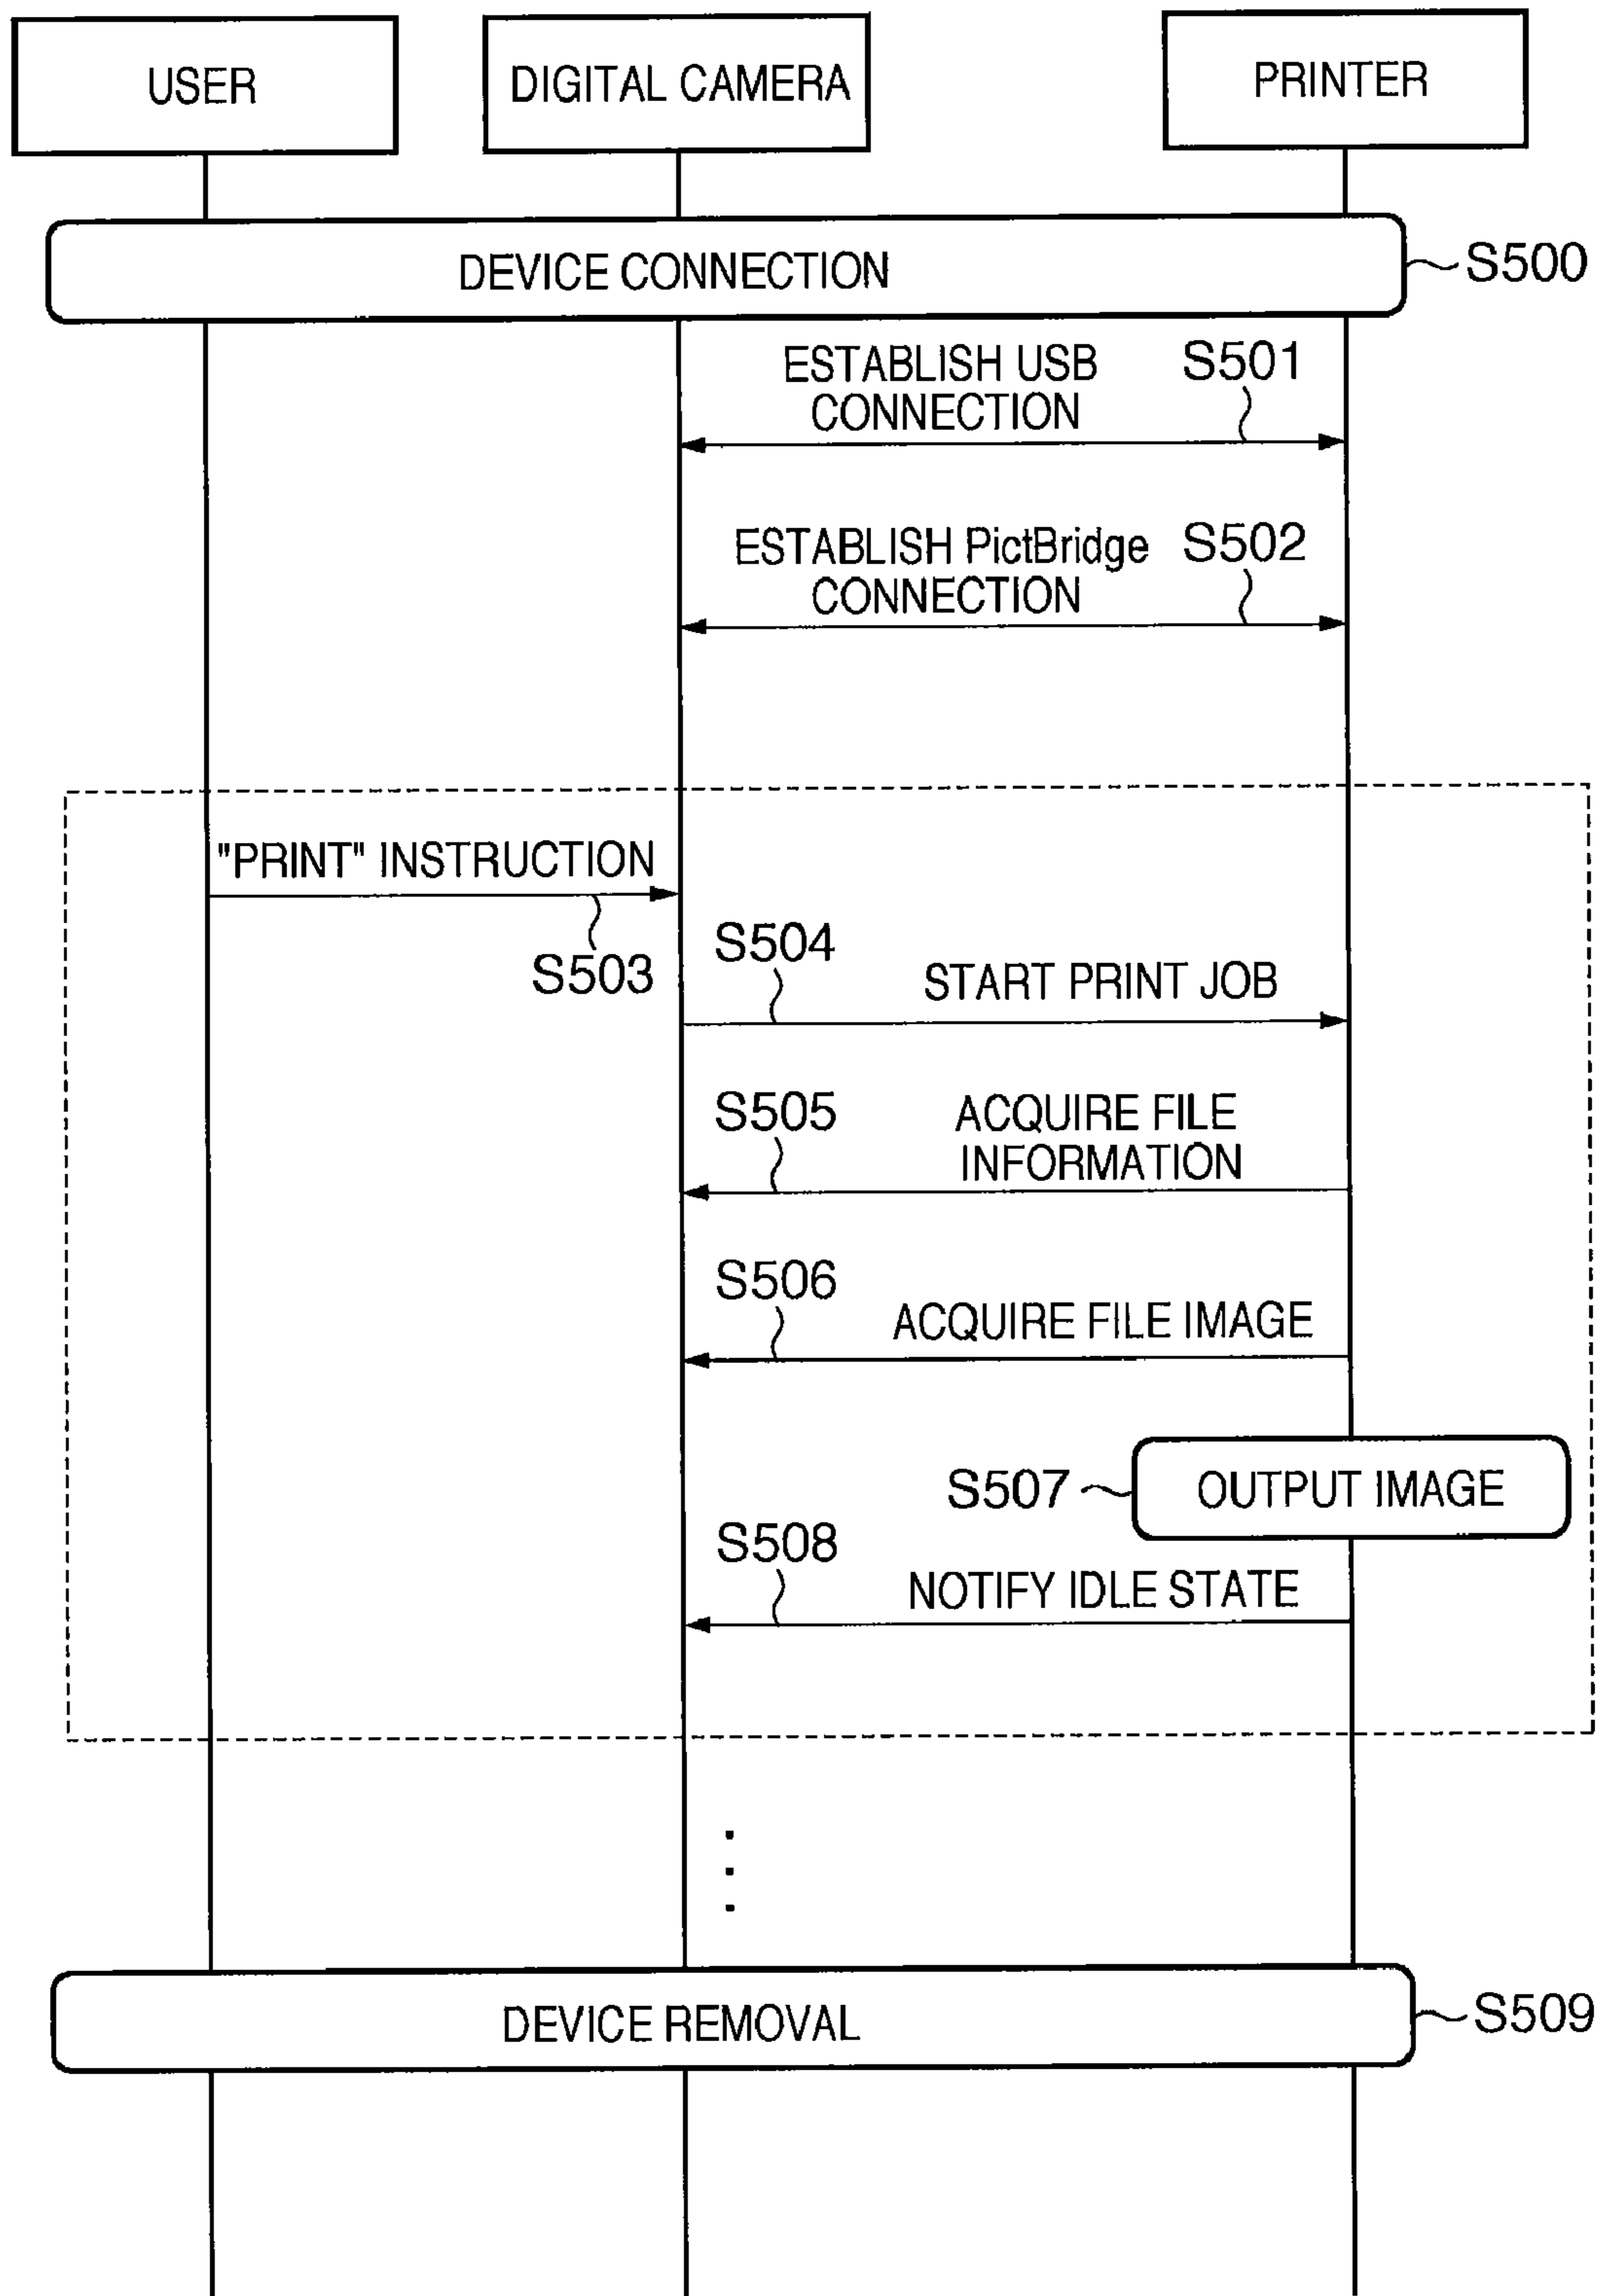 USER
DIGITAL CAMERA
PRINTER
DEVICE CONNECTION
S500
ESTABLISH USB
CONNECTION
S501
ESTABLISH PictBridge
CONNECTION
S502
"PRINT" INSTRUCTION
S503
S504
START PRINT JOB
S505
ACQUIRE FILE
INFORMATION
S506
ACQUIRE FILE IMAGE
S507
OUTPUT IMAGE
S508
NOTIFY IDLE STATE
DEVICE REMOVAL
S509